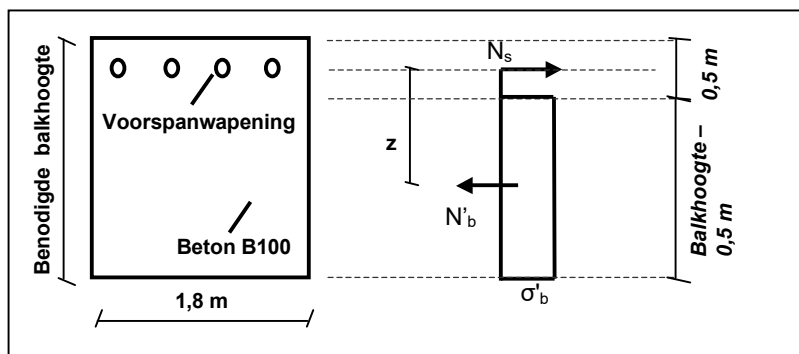 Benodigde balkhoogte
Voorspanwapening
Beton B100
1,8 m
N_s
z
N'_b
σ'_b
0,5 m
Balkhoogte –
0,5 m